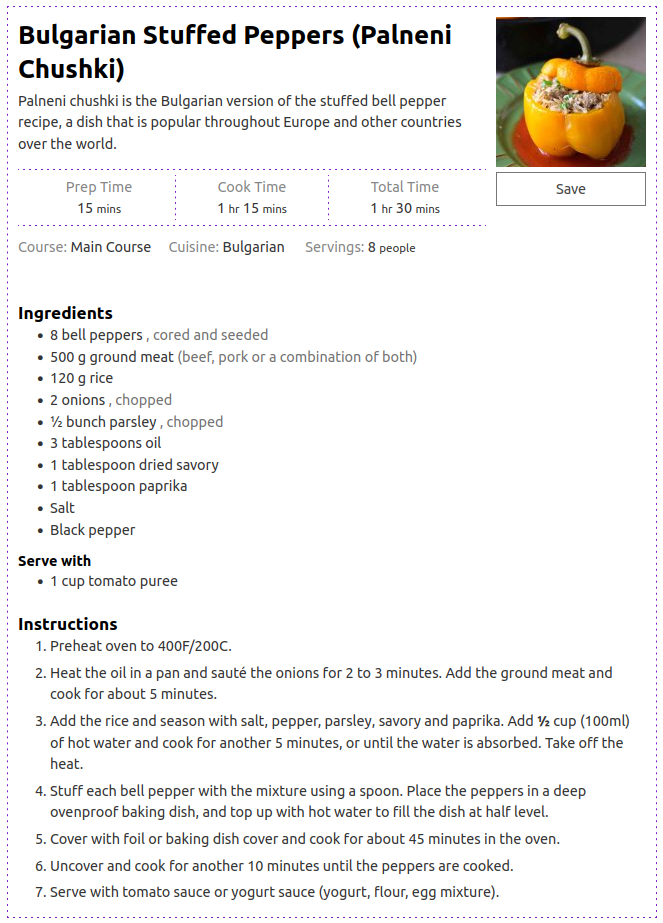 Bulgarian Stuffed Peppers (Palneni
Chushki)
Palneni chushki is the Bulgarian version of the stuffed bell pepper
recipe, a dish that is popular throughout Europe and other countries
over the world.
Save
Prep Time Cook Time Total Time
15 mins 1 hr 15 mins 1 hr 30 mins
Course: Main Course Cuisine: Bulgarian Servings: 8 people
Ingredients
• 8 bell peppers , cored and seeded
• 500 g ground meat (beef, pork or a combination of both)
• 120 g rice
• 2 onions , chopped
• ½ bunch parsley , chopped
• 3 tablespoons oil
• 1 tablespoon dried savory
• 1 tablespoon paprika
• Salt
• Black pepper
Serve with
• 1 cup tomato puree
Instructions
1. Preheat oven to 400F/200C.
2. Heat the oil in a pan and sauté the onions for 2 to 3 minutes. Add the ground meat and
cook for about 5 minutes.
3. Add the rice and season with salt, pepper, parsley, savory and paprika. Add ½ cup (100ml)
of hot water and cook for another 5 minutes, or until the water is absorbed. Take off the
heat.
4. Stuff each bell pepper with the mixture using a spoon. Place the peppers in a deep
ovenproof baking dish, and top up with hot water to fill the dish at half level.
5. Cover with foil or baking dish cover and cook for about 45 minutes in the oven.
6. Uncover and cook for another 10 minutes until the peppers are cooked.
7. Serve with tomato sauce or yogurt sauce (yogurt, flour, egg mixture).